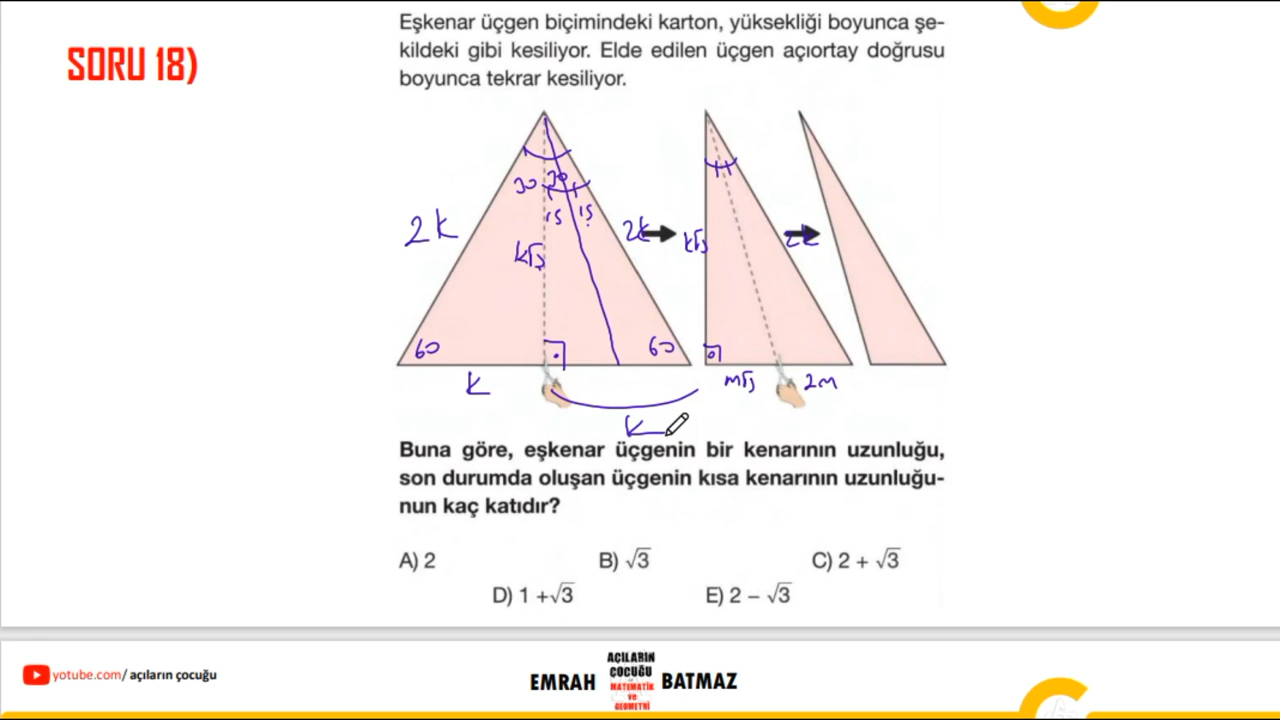 SORU 18)
Eşkenar üçgen biçimindeki karton, yüksekliği boyunca şe-
kildeki gibi kesiliyor. Elde edilen üçgen açıortay doğrusu
boyunca tekrar kesiliyor.
30 30
15 15
2k
2k
k√3
k√3
2k
60
60
k
m√3
2m
k
Buna göre, eşkenar üçgenin bir kenarının uzunluğu,
son durumda oluşan üçgenin kısa kenarının uzunluğu-
nun kaç katıdır?
A) 2
B) √3
C) 2 + √3
D) 1 +√3
E) 2 − √3
yotube.com/ açıların çocuğu
EMRAH
AÇILARIN
ÇOCUĞU
MATEMATİK
ve
GEOMETRİ
BATMAZ